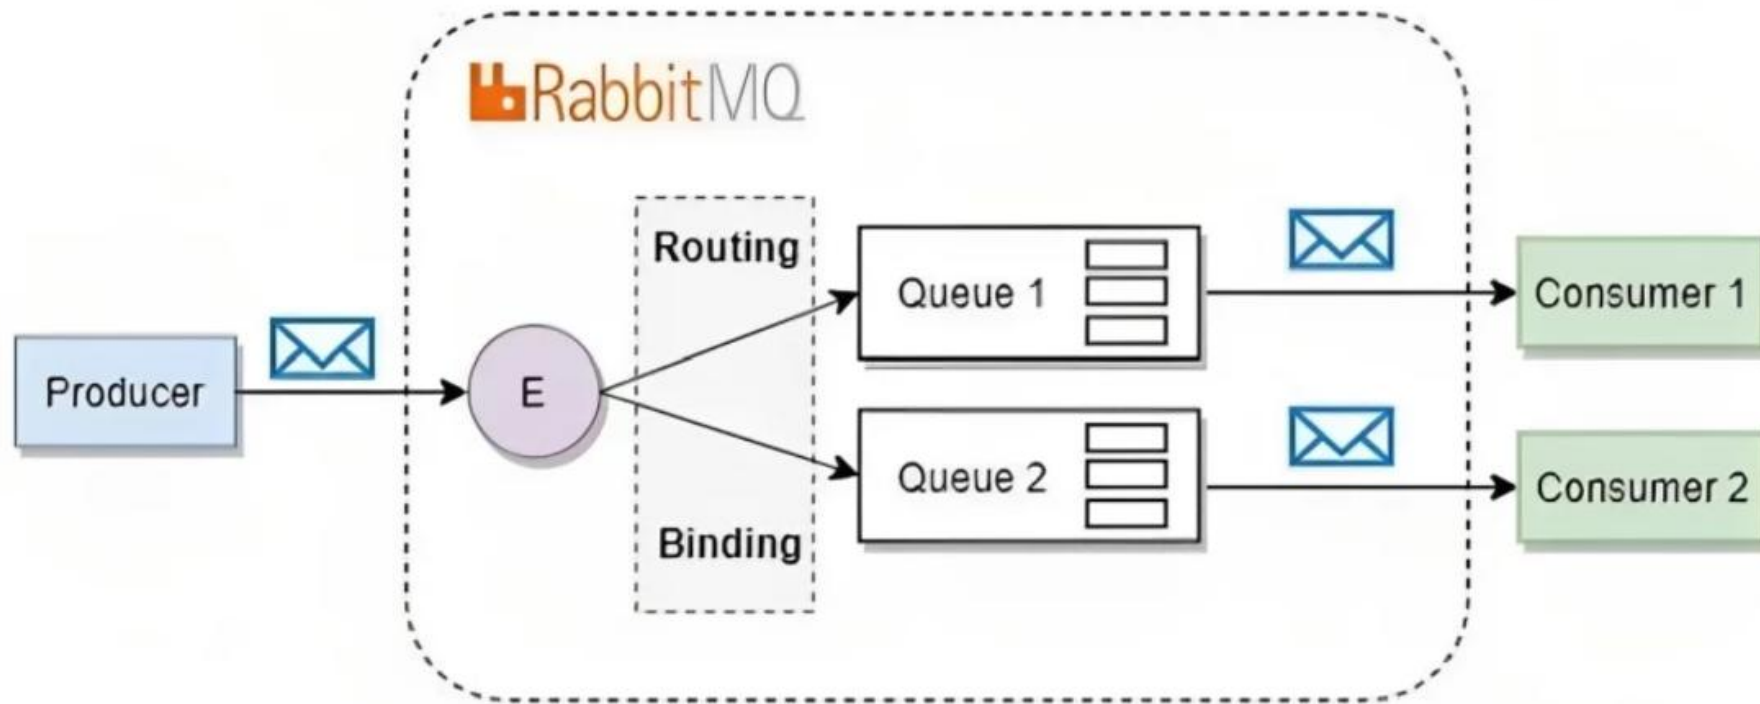 RabbitMQ
Routing
Queue 1
Consumer 1
Producer
E
Queue 2
Consumer 2
Binding